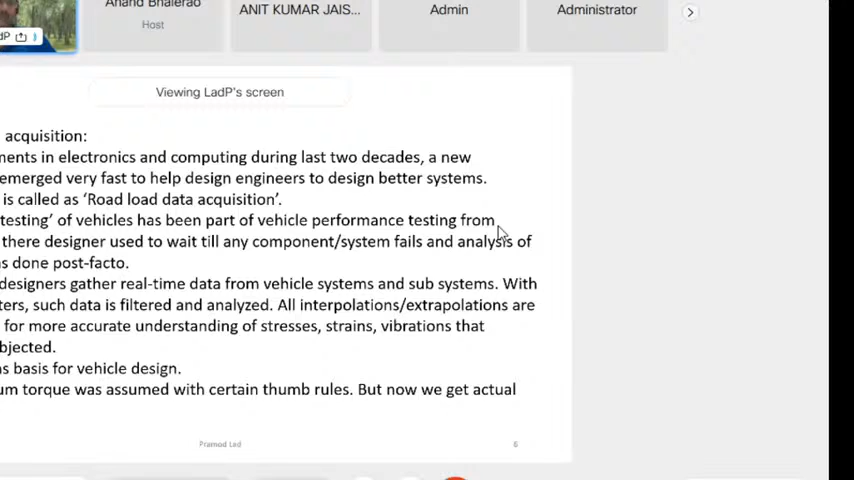 Anand Bhalerao
Host
ANIT KUMAR JAIS...
Admin
Administrator
dP
Viewing LadP's screen
acquisition:
ments in electronics and computing during last two decades, a new
emerged very fast to help design engineers to design better systems.
is called as ‘Road load data acquisition’.
testing’ of vehicles has been part of vehicle performance testing from
there designer used to wait till any component/system fails and analysis of
s done post-facto.
designers gather real-time data from vehicle systems and sub systems. With
ters, such data is filtered and analyzed. All interpolations/extrapolations are
for more accurate understanding of stresses, strains, vibrations that
bjected.
as basis for vehicle design.
um torque was assumed with certain thumb rules. But now we get actual
Pramod Lad
6